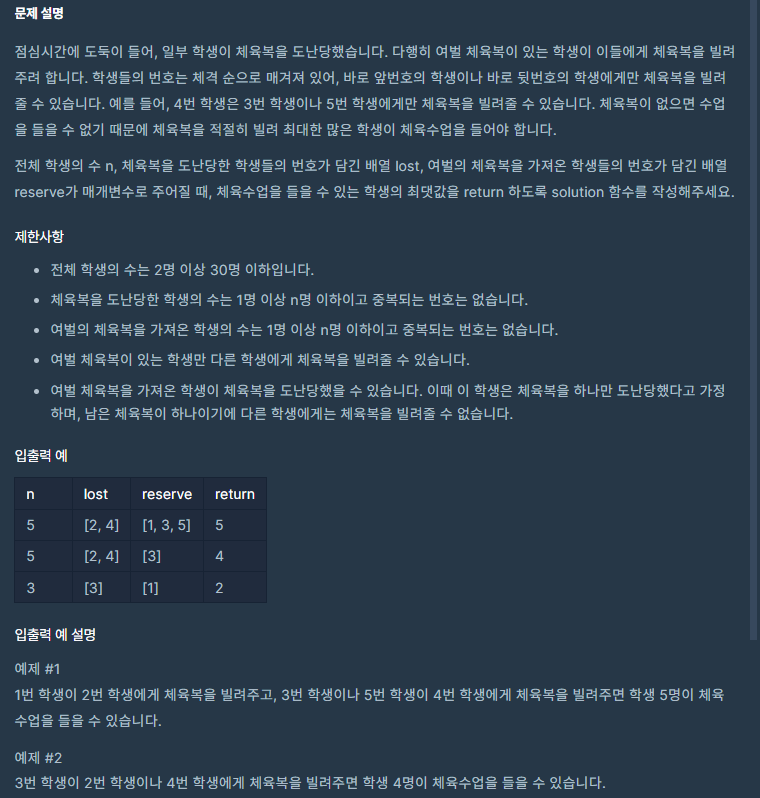 문제 설명
점심시간에 도둑이 들어, 일부 학생이 체육복을 도난당했습니다. 다행히 여벌 체육복이 있는 학생이 이들에게 체육복을 빌려
주려 합니다. 학생들의 번호는 체격 순으로 매겨져 있어, 바로 앞번호의 학생이나 바로 뒷번호의 학생에게만 체육복을 빌려
줄 수 있습니다. 예를 들어, 4번 학생은 3번 학생이나 5번 학생에게만 체육복을 빌려줄 수 있습니다. 체육복이 없으면 수업
을 들을 수 없기 때문에 체육복을 적절히 빌려 최대한 많은 학생이 체육수업을 들어야 합니다.
전체 학생의 수 n, 체육복을 도난당한 학생들의 번호가 담긴 배열 lost, 여벌의 체육복을 가져온 학생들의 번호가 담긴 배열
reserve가 매개변수로 주어질 때, 체육수업을 들을 수 있는 학생의 최댓값을 return 하도록 solution 함수를 작성해주세요.
제한사항
• 전체 학생의 수는 2명 이상 30명 이하입니다.
• 체육복을 도난당한 학생의 수는 1명 이상 n명 이하이고 중복되는 번호는 없습니다.
• 여벌의 체육복을 가져온 학생의 수는 1명 이상 n명 이하이고 중복되는 번호는 없습니다.
• 여벌 체육복이 있는 학생만 다른 학생에게 체육복을 빌려줄 수 있습니다.
• 여벌 체육복을 가져온 학생이 체육복을 도난당했을 수 있습니다. 이때 이 학생은 체육복을 하나만 도난당했다고 가정
하며, 남은 체육복이 하나이기에 다른 학생에게는 체육복을 빌려줄 수 없습니다.
입출력 예
n lost reserve return
5 [2, 4] [1, 3, 5] 5
5 [2, 4] [3] 4
3 [3] [1] 2
입출력 예 설명
예제 #1
1번 학생이 2번 학생에게 체육복을 빌려주고, 3번 학생이나 5번 학생이 4번 학생에게 체육복을 빌려주면 학생 5명이 체육
수업을 들을 수 있습니다.
예제 #2
3번 학생이 2번 학생이나 4번 학생에게 체육복을 빌려주면 학생 4명이 체육수업을 들을 수 있습니다.